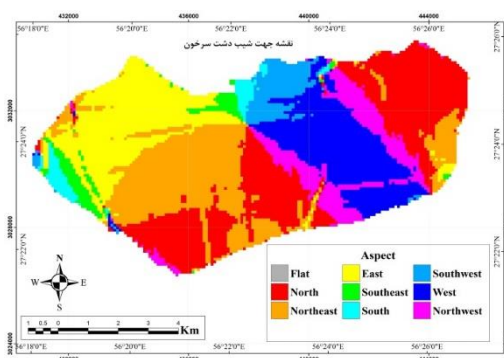 432000 436000 440000 444000
56°18'0"E 56°20'0"E 56°22'0"E 56°24'0"E 56°26'0"E
نقشه جهت شیب دشت سرخون
27°26'0"N
3032000
27°24'0"N 27°24'0"N
3028000
27°22'0"N 27°22'0"N
Aspect
Flat East Southwest
North Southeast West
Northeast South Northwest
N
W E
S
1 0.5 0 1 2 3 4
Km
3024000
56°18'0"E 56°20'0"E 56°22'0"E 56°24'0"E